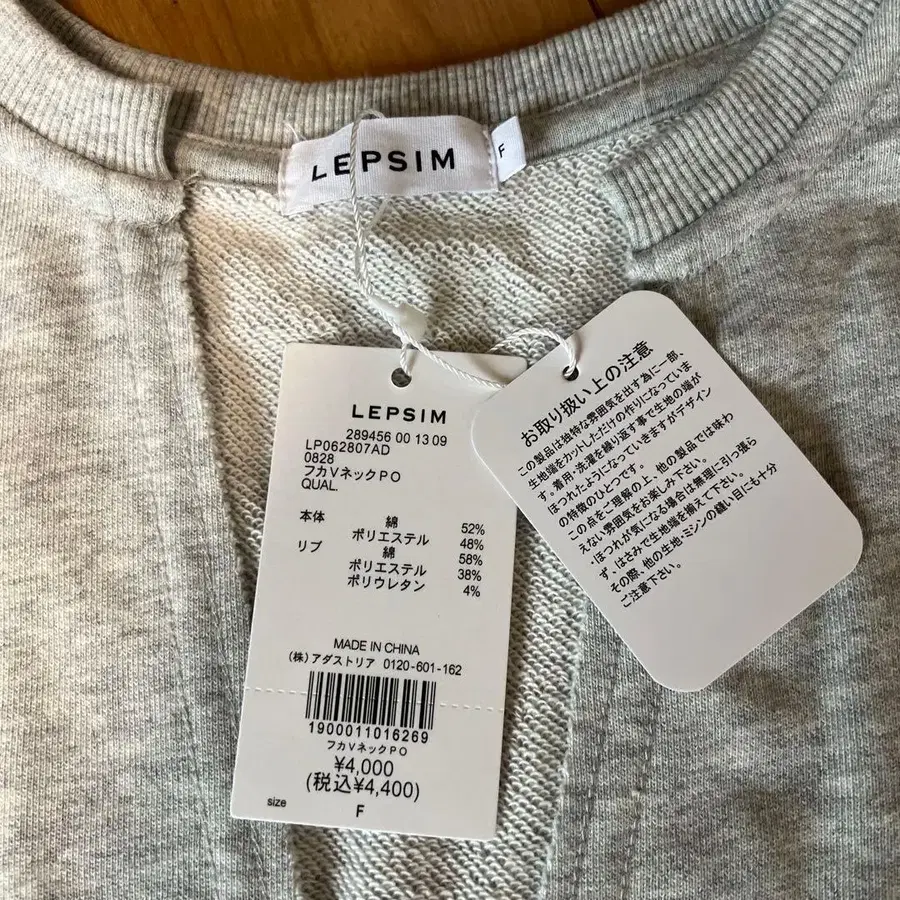 LEPSIM
F
LEPSIM
289456 00 13 09
LP062807AD
0828
フカVネックPO
QUAL.
本体 綿 52%
ポリエステル 48%
リブ 綿 58%
ポリエステル 38%
ポリウレタン 4%
MADE IN CHINA
(株)アダストリア 0120-601-162
1900011016269
フカVネックPO
¥4,000
(税込¥4,400)
size F
お取り扱い上の注意
この製品は独特な雰囲気を出す為に一部、
生地端をカットしただけの作りになっていま
す。着用・洗濯を繰り返す事で生地の端が
ほつれたようになっていきますがデザイン
の特徴のひとつです。
この点をご理解の上、他の製品では味わ
えない雰囲気をお楽しみ下さい。
・ほつれが気になる場合は無理に引っ張ら
ず、はさみで生地端を揃えて下さい。
その際、他の生地・ミシンの縫い目にも十分
ご注意下さい。